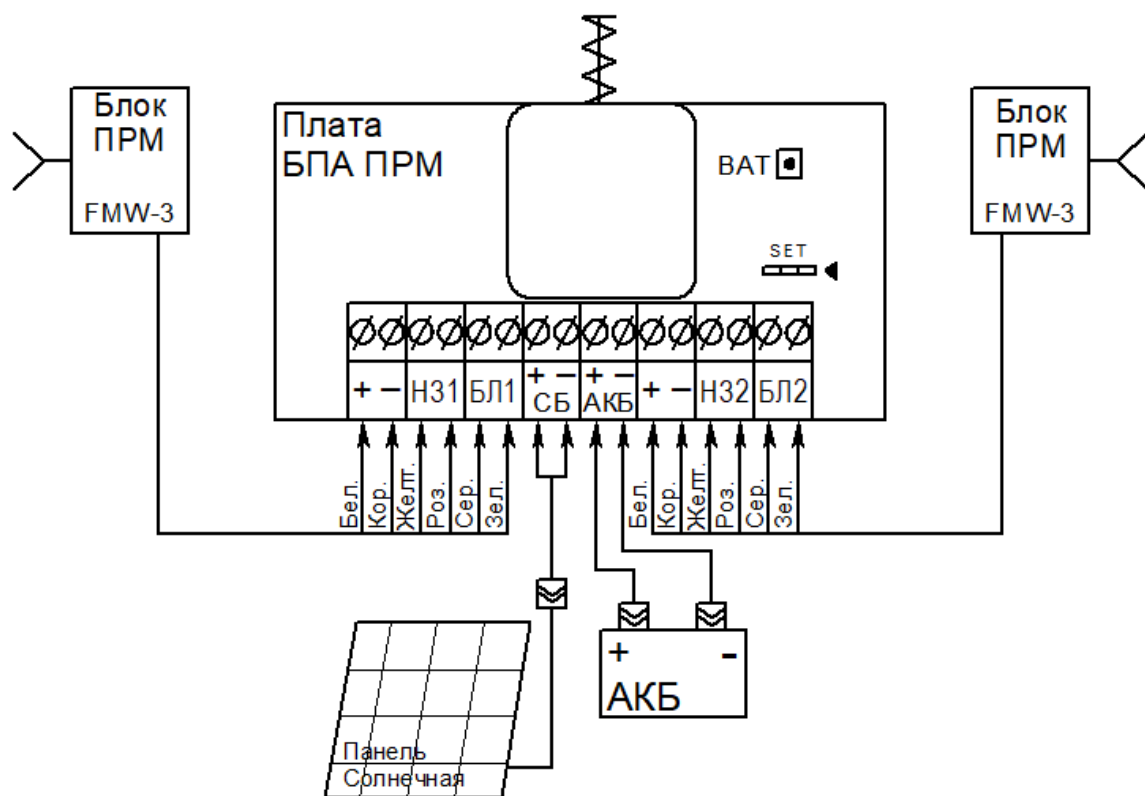 Блок
ПРМ
FMW-3
Плата
БПА ПРМ
BAT
SET
Блок
ПРМ
FMW-3
+ − НЗ1 БЛ1 + − СБ + − АКБ + − НЗ2 БЛ2
Бел.
Кор.
Желт.
Роз.
Сер.
Зел.
Бел.
Кор.
Желт.
Роз.
Сер.
Зел.
Панель
Солнечная
+ -
АКБ